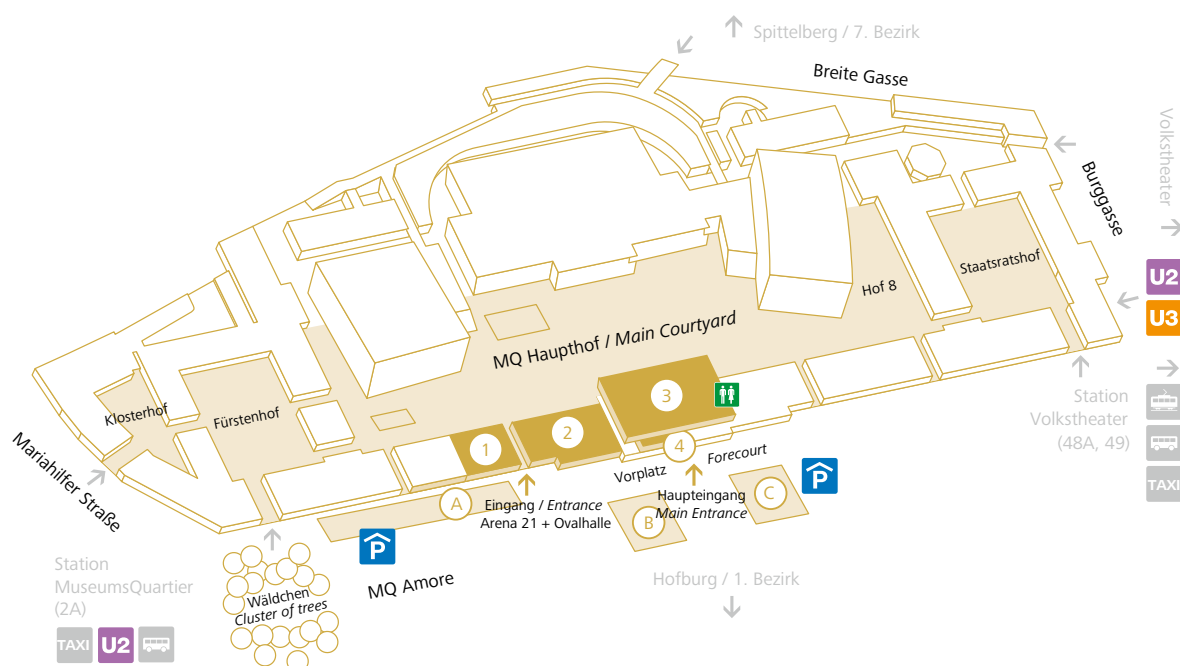 Spittelberg / 7. Bezirk
Breite Gasse
Volkstheater
Burggasse
U2
U3
Staatsratshof
Hof 8
MQ Haupthof / Main Courtyard
Klosterhof
Fürstenhof
Mariahilfer Straße
1
2
3
4
Vorplatz
Forecourt
A
B
C
P
Eingang / Entrance
Arena 21 + Ovalhalle
Haupteingang
Main Entrance
Station
Volkstheater
(48A, 49)
TAXI
P
MQ Amore
Hofburg / 1. Bezirk
Wäldchen
Cluster of trees
Station
MuseumsQuartier
(2A)
TAXI
U2